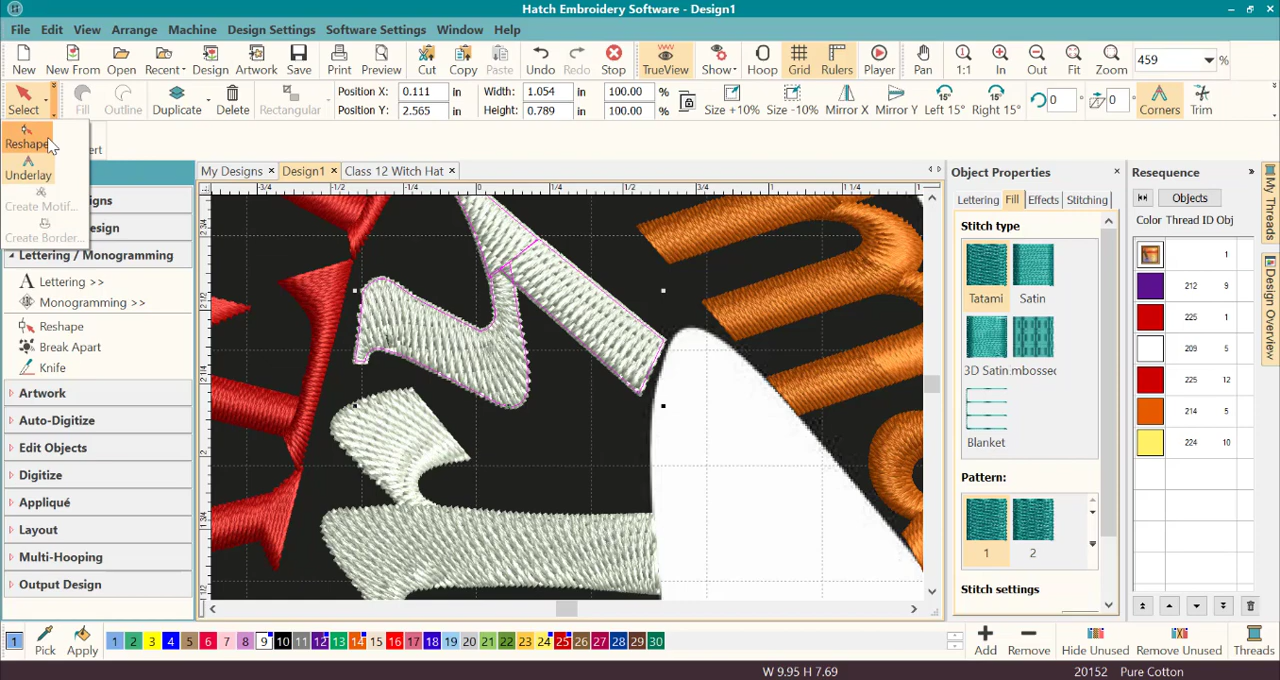 Hatch Embroidery Software - Design1
File Edit View Arrange Machine Design Settings Software Settings Window Help
New New From Open Recent Design Artwork Save Print Preview Cut Copy Paste Undo Redo Stop TrueView Show Hoop Grid Rulers Player Pan 1:1 In Out Fit Zoom 459 %
Select Fill Outline Duplicate Delete Rectangular Position X: 0.111 in Width: 1.054 in 100.00 % Size +10% Size -10% Mirror X Mirror Y Left 15° Right 15° 0 0 Corners Trim
Position Y: 2.565 in Height: 0.789 in 100.00 %
Reshape
Underlay
Create Motif...
Create Border...
My Designs Design1 Class 12 Witch Hat
Lettering / Monogramming
Lettering >>
Monogramming >>
Reshape
Break Apart
Knife
Artwork
Auto-Digitize
Edit Objects
Digitize
Appliqué
Layout
Multi-Hooping
Output Design
Object Properties
Lettering Fill Effects Stitching
Stitch type
Tatami Satin
3D Satin mbossed
Blanket
Pattern:
1 2
Stitch settings
Resequence
Objects
Color Thread ID Obj
1
212 9
225 1
209 5
225 12
214 5
224 10
My Threads
Design Overview
1 Pick Apply 1 2 3 4 5 6 7 8 9 10 11 12 13 14 15 16 17 18 19 20 21 22 23 24 25 26 27 28 29 30 Add Remove Hide Unused Remove Unused Threads
W 9.95 H 7.69 20152 Pure Cotton